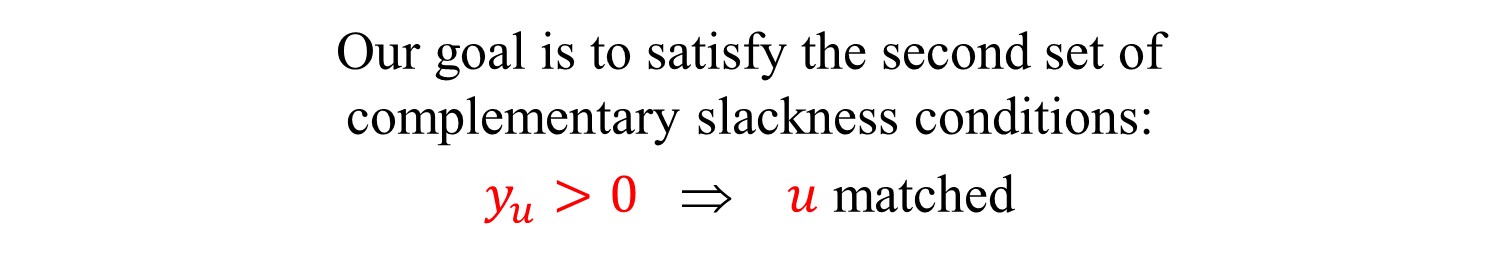 Our goal is to satisfy the second set of
complementary slackness conditions:
y_u > 0 ⇒ u matched